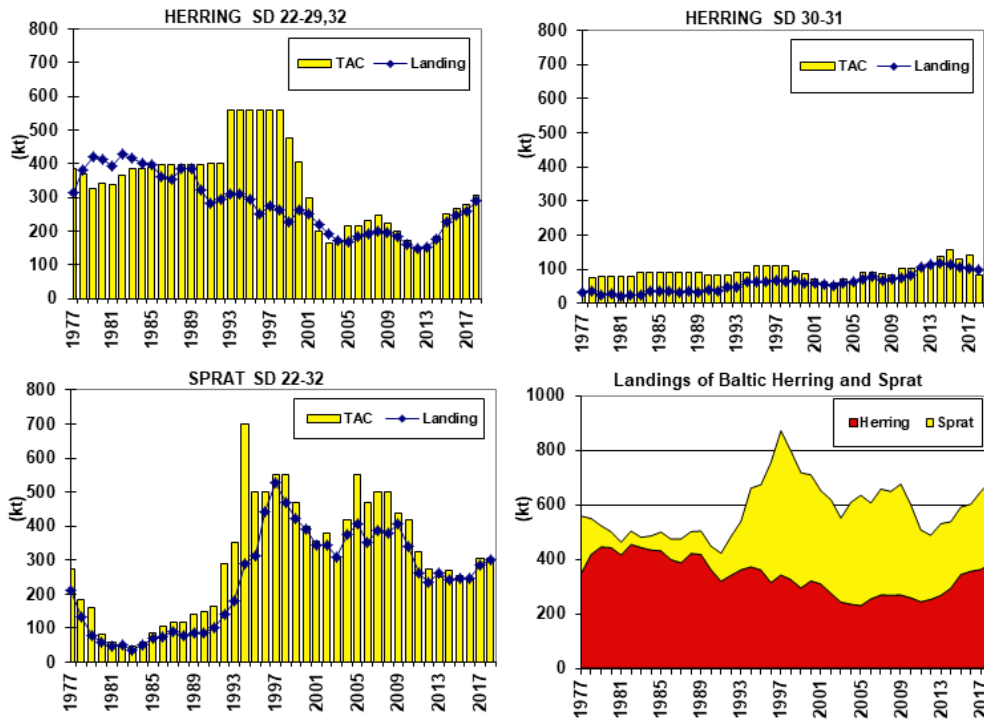 HERRING SD 22-29,32
800
700
600
500
400
300
200
100
0
(kt)
TAC Landing
1977 1981 1985 1989 1993 1997 2001 2005 2009 2013 2017
HERRING SD 30-31
800
700
600
500
400
300
200
100
0
(kt)
TAC Landing
1977 1981 1985 1989 1993 1997 2001 2005 2009 2013 2017
SPRAT SD 22-32
800
700
600
500
400
300
200
100
0
(kt)
TAC Landing
1977 1981 1985 1989 1993 1997 2001 2005 2009 2013 2017
Landings of Baltic Herring and Sprat
1000
800
600
400
200
0
(kt)
Herring Sprat
1977 1981 1985 1989 1993 1997 2001 2005 2009 2013 2017